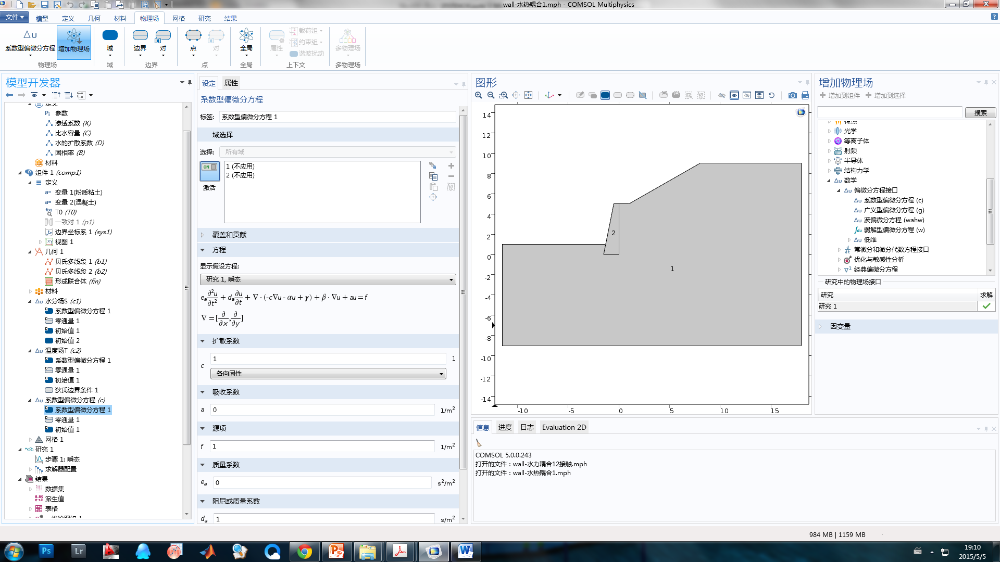 wall-水热耦合1.mph - COMSOL Multiphysics
文件 模型 定义 几何 材料 物理场 网格 研究 结果
系数型偏微分方程 增加物理场 域 边界 对 点 对 全局 属性 载荷组 约束组 谐波扰动 多物理场
物理场 域 边界 点 全局 上下文 多物理场
模型开发器
定义
Pi 参数
渗透系数 (K)
比水容量 (C)
水的扩散系数 (D)
固相率 (B)
材料
组件 1 (comp1)
定义
a= 变量 1(粉质粘土)
a= 变量 2(混凝土)
T0 (T0)
一致对 1 (p1)
边界坐标系 1 (sys1)
视图 1
几何 1
贝氏多线段 1 (b1)
贝氏多线段 2 (b2)
形成联合体 (fin)
材料
Δu 水分场S (c1)
系数型偏微分方程 1
零通量 1
初始值 1
初始值 2
Δu 温度场T (c2)
系数型偏微分方程 1
零通量 1
初始值 1
狄氏边界条件 1
Δu 系数型偏微分方程 (c)
系数型偏微分方程 1
零通量 1
初始值 1
网格 1
研究 1
步骤 1: 瞬态
求解器配置
结果
数据集
派生值
表格
设定 属性
系数型偏微分方程
标签: 系数型偏微分方程 1
域选择
选择: 所有域
ON
激活
1 (不应用)
2 (不应用)
覆盖和贡献
方程
显示假设方程:
研究 1, 瞬态
eₐ ∂²u/∂t² + dₐ ∂u/∂t + ∇ · (-c∇u - αu + γ) + β · ∇u + au = f
∇ = [∂/∂x, ∂/∂y]
扩散系数
c 1 1
各向同性
吸收系数
a 0 1/m²
源项
f 1 1/m²
质量系数
eₐ 0 s²/m²
阻尼或质量系数
dₐ 1 s/m²
图形
14
12
10
8
6
4
2
0
-2
-4
-6
-8
-10
-12
-14
-10 -5 0 5 10 15
2
1
信息 进度 日志 Evaluation 2D
COMSOL 5.0.0.243
打开的文件：wall-水力耦合12接触.mph
打开的文件：wall-水热耦合1.mph
增加物理场
增加到组件 增加到选择
搜索
传热
光学
等离子体
射频
半导体
结构力学
Δu 数学
Δu 偏微分方程接口
Δu 系数型偏微分方程 (c)
Δu 广义型偏微分方程 (g)
Δu 波偏微分方程 (wahw)
∫du 弱解型偏微分方程 (w)
Δu 低维
d/dt 常微分和微分代数方程接口
优化与敏感性分析
∇² 经典偏微分方程
研究中的物理场接口
研究 求解
研究 1
因变量
984 MB | 1159 MB
Ps Lr
19:10
2015/5/5